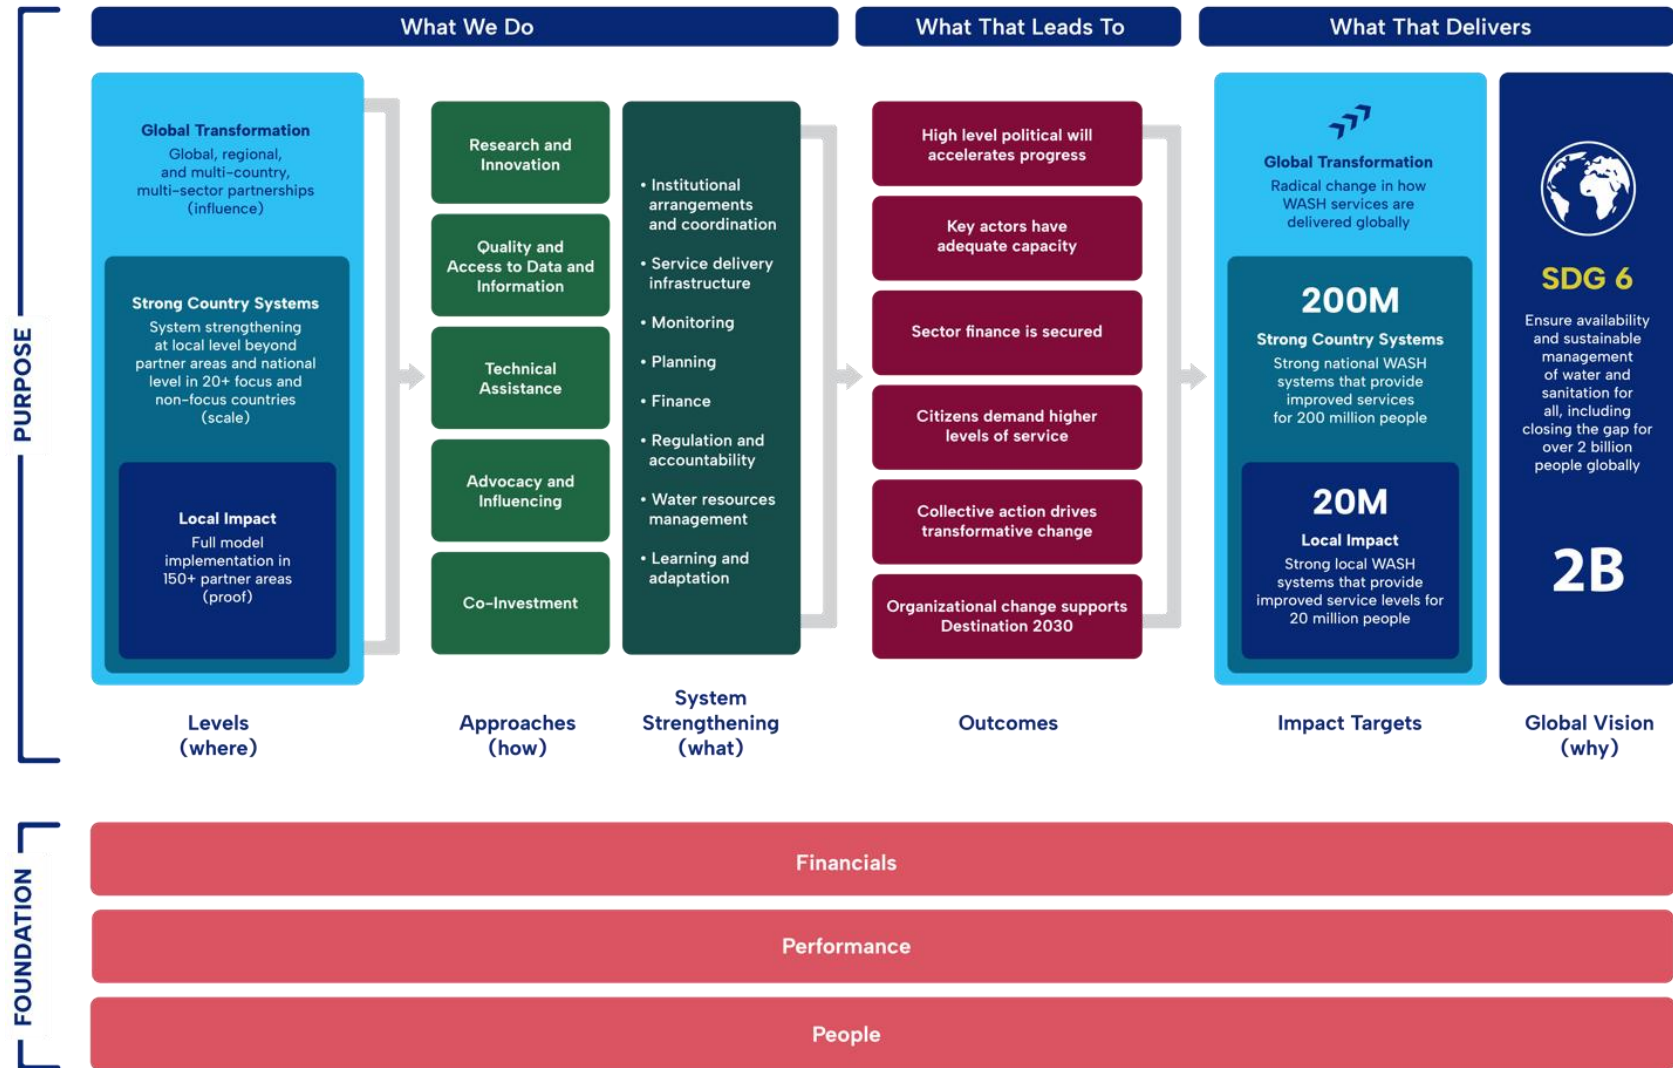 What We Do
What That Leads To
What That Delivers
PURPOSE
Global Transformation
Global, regional,
and multi-country,
multi-sector partnerships
(influence)
Strong Country Systems
System strengthening
at local level beyond
partner areas and national
level in 20+ focus and
non-focus countries
(scale)
Local Impact
Full model
implementation in
150+ partner areas
(proof)
Levels
(where)
Research and
Innovation
Quality and
Access to Data and
Information
Technical
Assistance
Advocacy and
Influencing
Co-Investment
Approaches
(how)
• Institutional
arrangements
and coordination
• Service delivery
infrastructure
• Monitoring
• Planning
• Finance
• Regulation and
accountability
• Water resources
management
• Learning and
adaptation
System
Strengthening
(what)
High level political will
accelerates progress
Key actors have
adequate capacity
Sector finance is secured
Citizens demand higher
levels of service
Collective action drives
transformative change
Organizational change supports
Destination 2030
Outcomes
Global Transformation
Radical change in how
WASH services are
delivered globally
200M
Strong Country Systems
Strong national WASH
systems that provide
improved services
for 200 million people
20M
Local Impact
Strong local WASH
systems that provide
improved service levels for
20 million people
Impact Targets
SDG 6
Ensure availability
and sustainable
management
of water and
sanitation for
all, including
closing the gap for
over 2 billion
people globally
2B
Global Vision
(why)
FOUNDATION
Financials
Performance
People